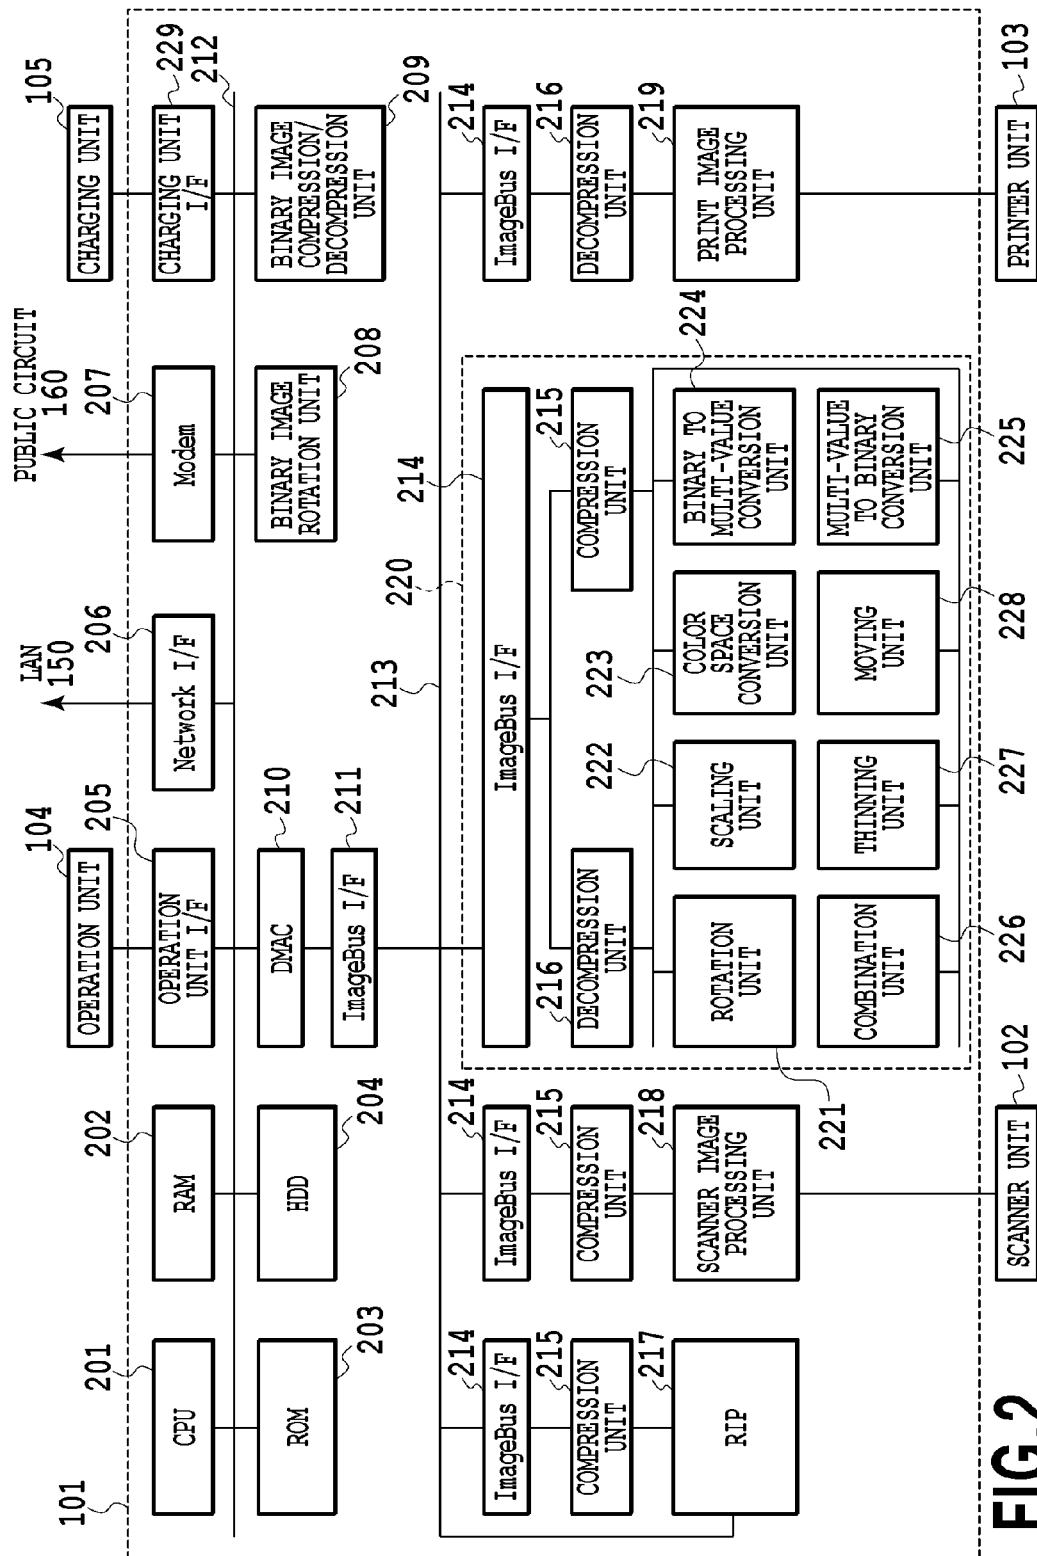 105
CHARGING UNIT
229
CHARGING UNIT
I/F
212
BINARY IMAGE
COMPRESSION/
DECOMPRESSION
UNIT
209
PUBLIC CIRCUIT
160
207
Modem
BINARY IMAGE
ROTATION UNIT
208
LAN
150
206
Network I/F
104
OPERATION UNIT
205
OPERATION
UNIT I/F
DMAC
210
ImageBus I/F
211
202
RAM
HDD
204
101
201
CPU
ROM
203
213
214
ImageBus I/F
215
COMPRESSION
UNIT
217
RIP
214
ImageBus I/F
215
COMPRESSION
UNIT
218
SCANNER IMAGE
PROCESSING
UNIT
102
SCANNER UNIT
220
214
ImageBus I/F
216
DECOMPRESSION
UNIT
215
COMPRESSION
UNIT
221
ROTATION
UNIT
222
SCALING
UNIT
223
COLOR
SPACE
CONVERSION
UNIT
224
BINARY TO
MULTI-VALUE
CONVERSION
UNIT
COMBINATION
UNIT
226
THINNING
UNIT
227
MOVING
UNIT
228
MULTI-VALUE
TO BINARY
CONVERSION
UNIT
225
214
ImageBus I/F
216
DECOMPRESSION
UNIT
219
PRINT IMAGE
PROCESSING
UNIT
103
PRINTER UNIT
FIG.2